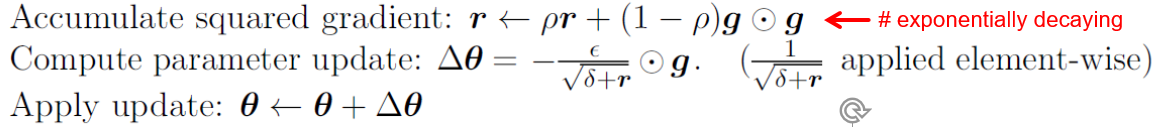 Accumulate squared gradient: r ← ρr + (1 − ρ)g ⊙ g ← # exponentially decaying
Compute parameter update: Δθ = −ϵ/√(δ+r) ⊙ g. (1/√(δ+r) applied element-wise)
Apply update: θ ← θ + Δθ